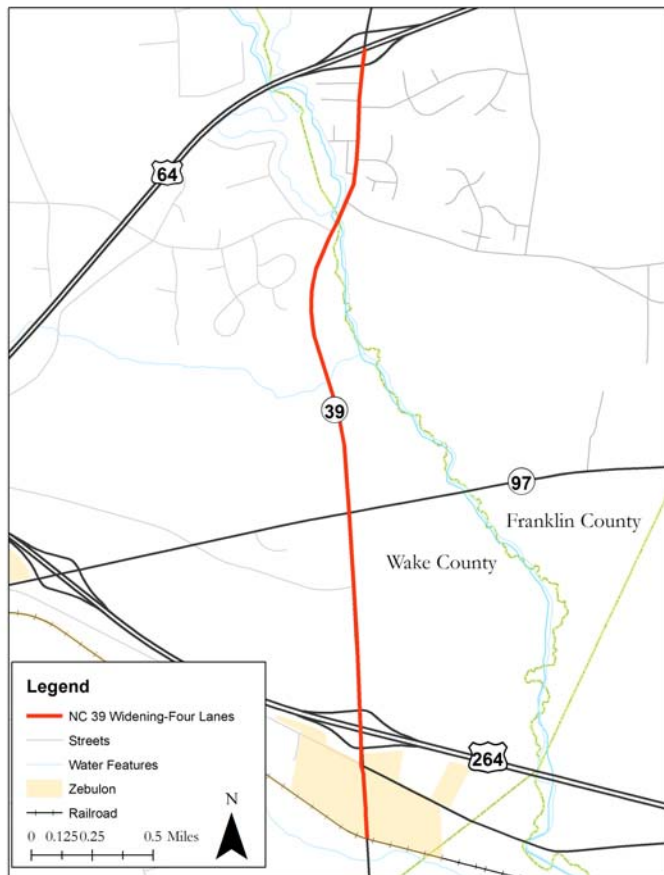 64
39
97
Franklin County
Wake County
264
Legend
NC 39 Widening-Four Lanes
Streets
Water Features
Zebulon
Railroad
N
0 0.125 0.25 0.5 Miles